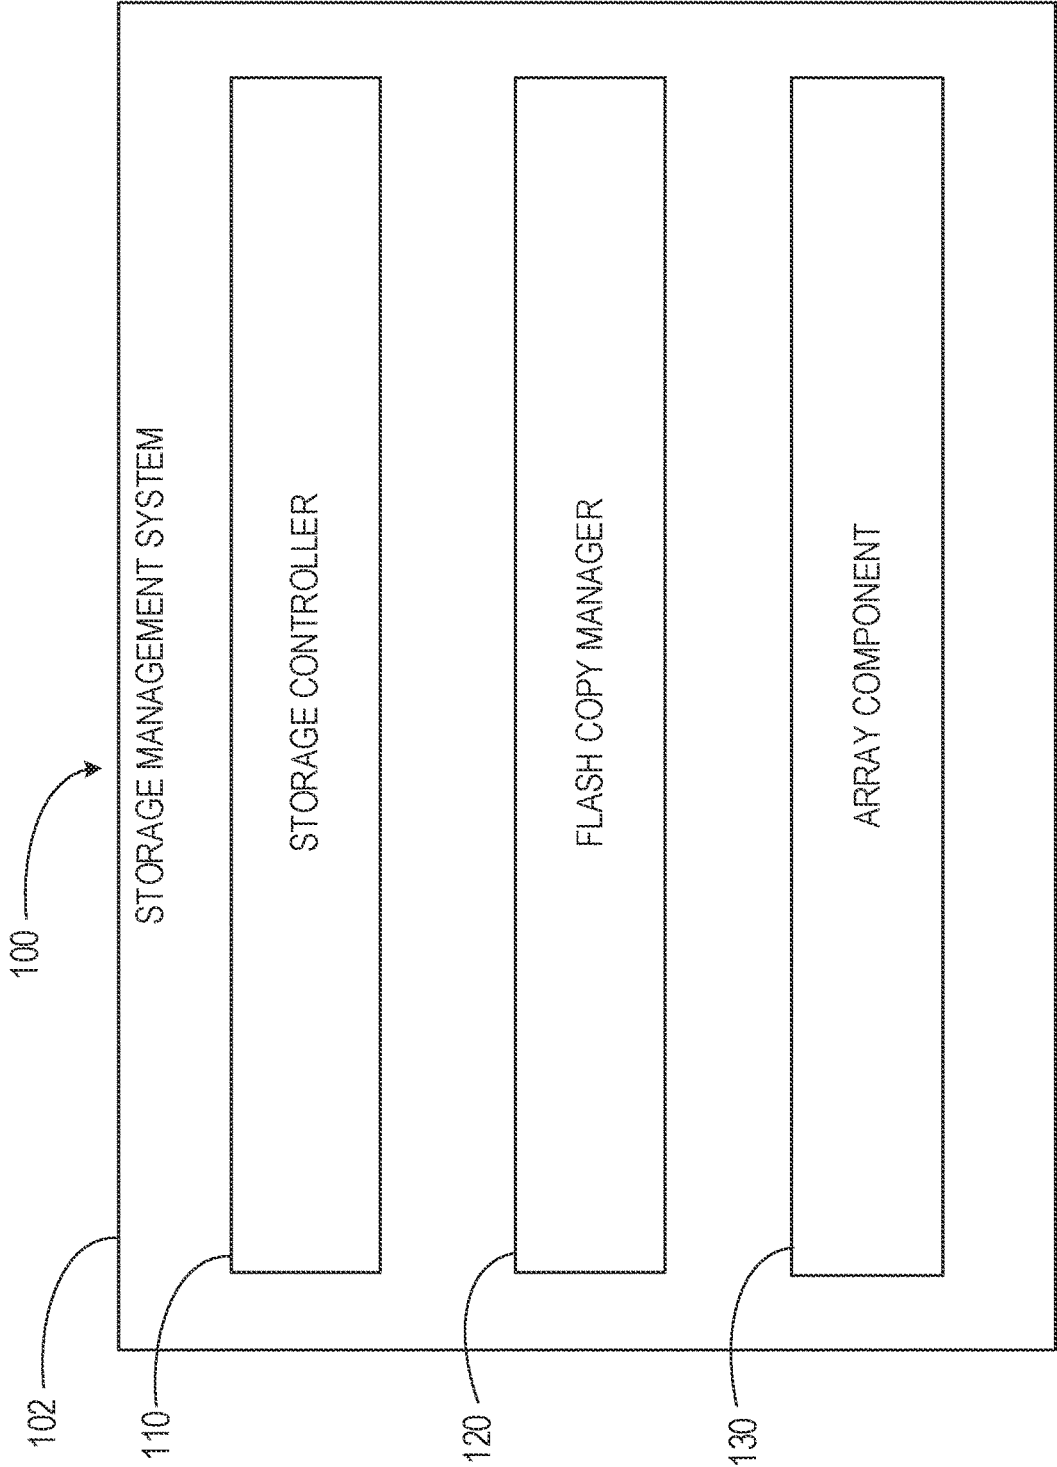 100
102
STORAGE MANAGEMENT SYSTEM
110
STORAGE CONTROLLER
120
FLASH COPY MANAGER
130
ARRAY COMPONENT